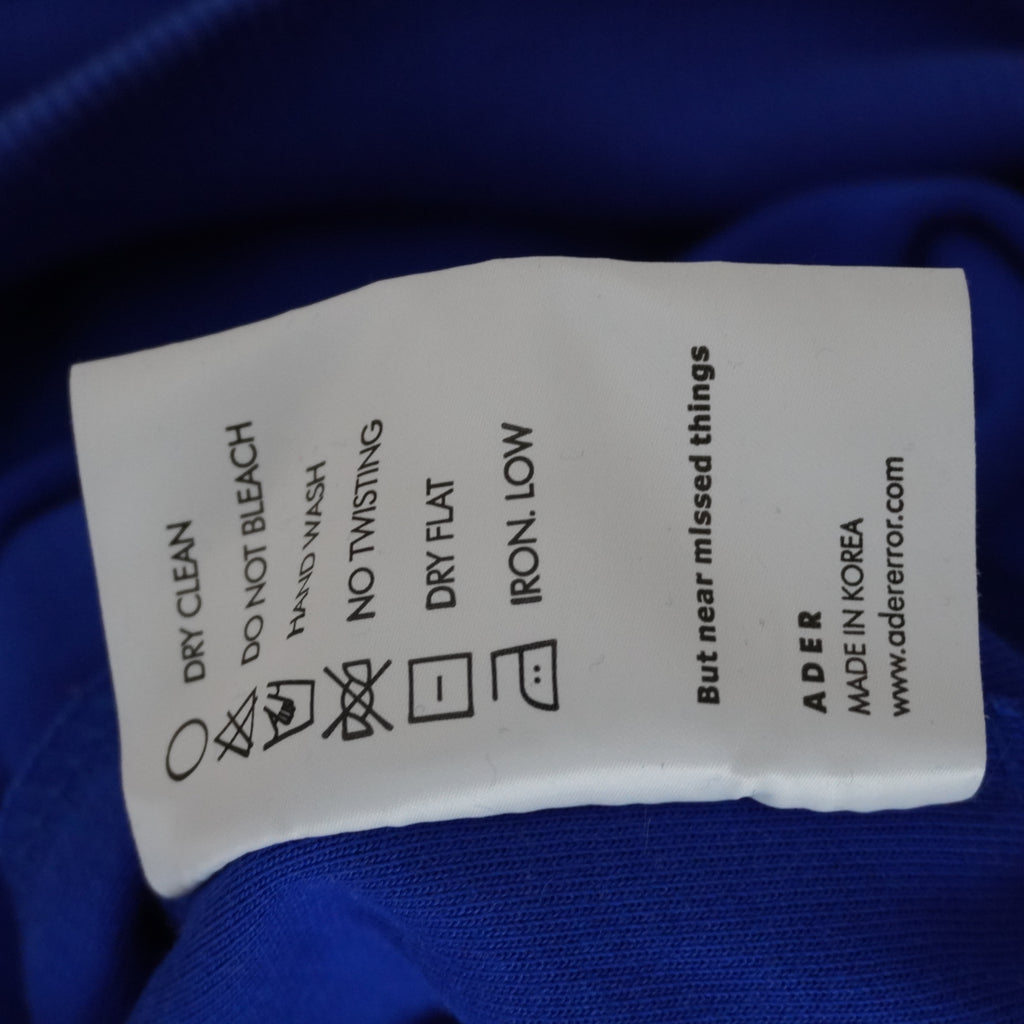 DRY CLEAN
DO NOT BLEACH
HAND WASH
NO TWISTING
DRY FLAT
IRON. LOW
But near mIssed things
ADER
MADE IN KOREA
www.adererror.com